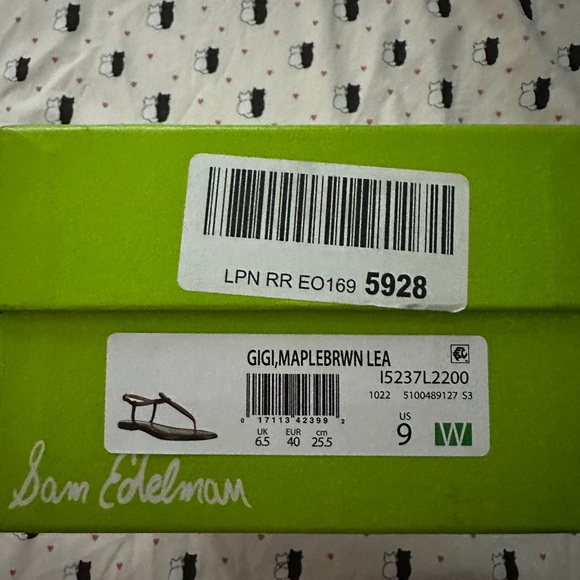 LPN RR EO169 5928
GIGI,MAPLEBRWN LEA
I5237L2200
1022 5100489127 S3
0 17113 42399 2
UK EUR cm
6.5 40 25.5
US
9 W
Sam Edelman